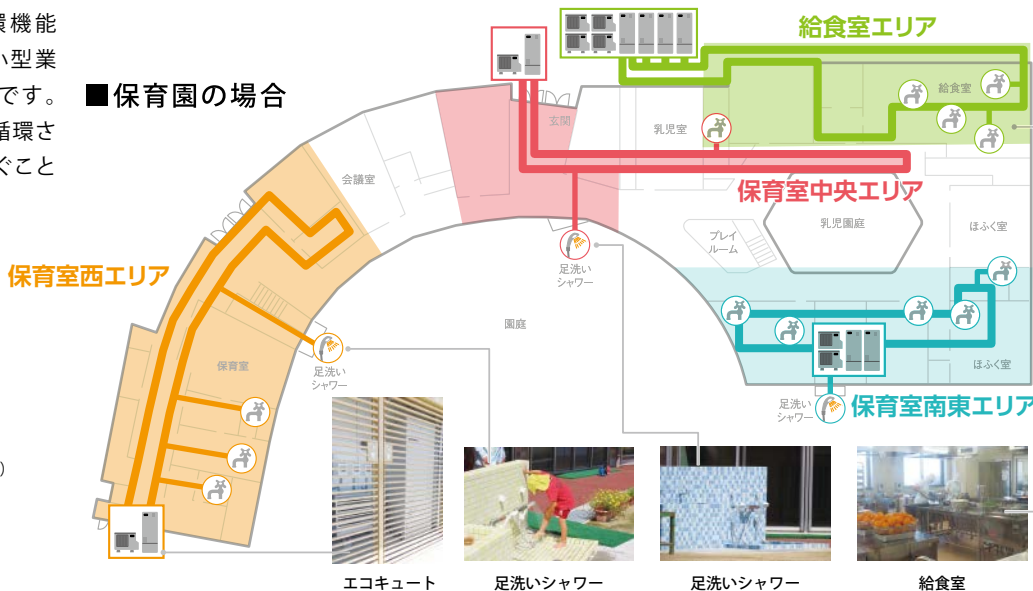 環機能
小型業
です。
循環さ
ぐこと
■保育園の場合
給食室エリア
給食室
玄関
乳児室
会議室
保育室中央エリア
乳児園庭
ほふく室
プレイ
ルーム
足洗い
シャワー
保育室西エリア
園庭
保育室
足洗い
シャワー
ほふく室
足洗い
シャワー
保育室南東エリア
）
エコキュート
足洗いシャワー
足洗いシャワー
給食室